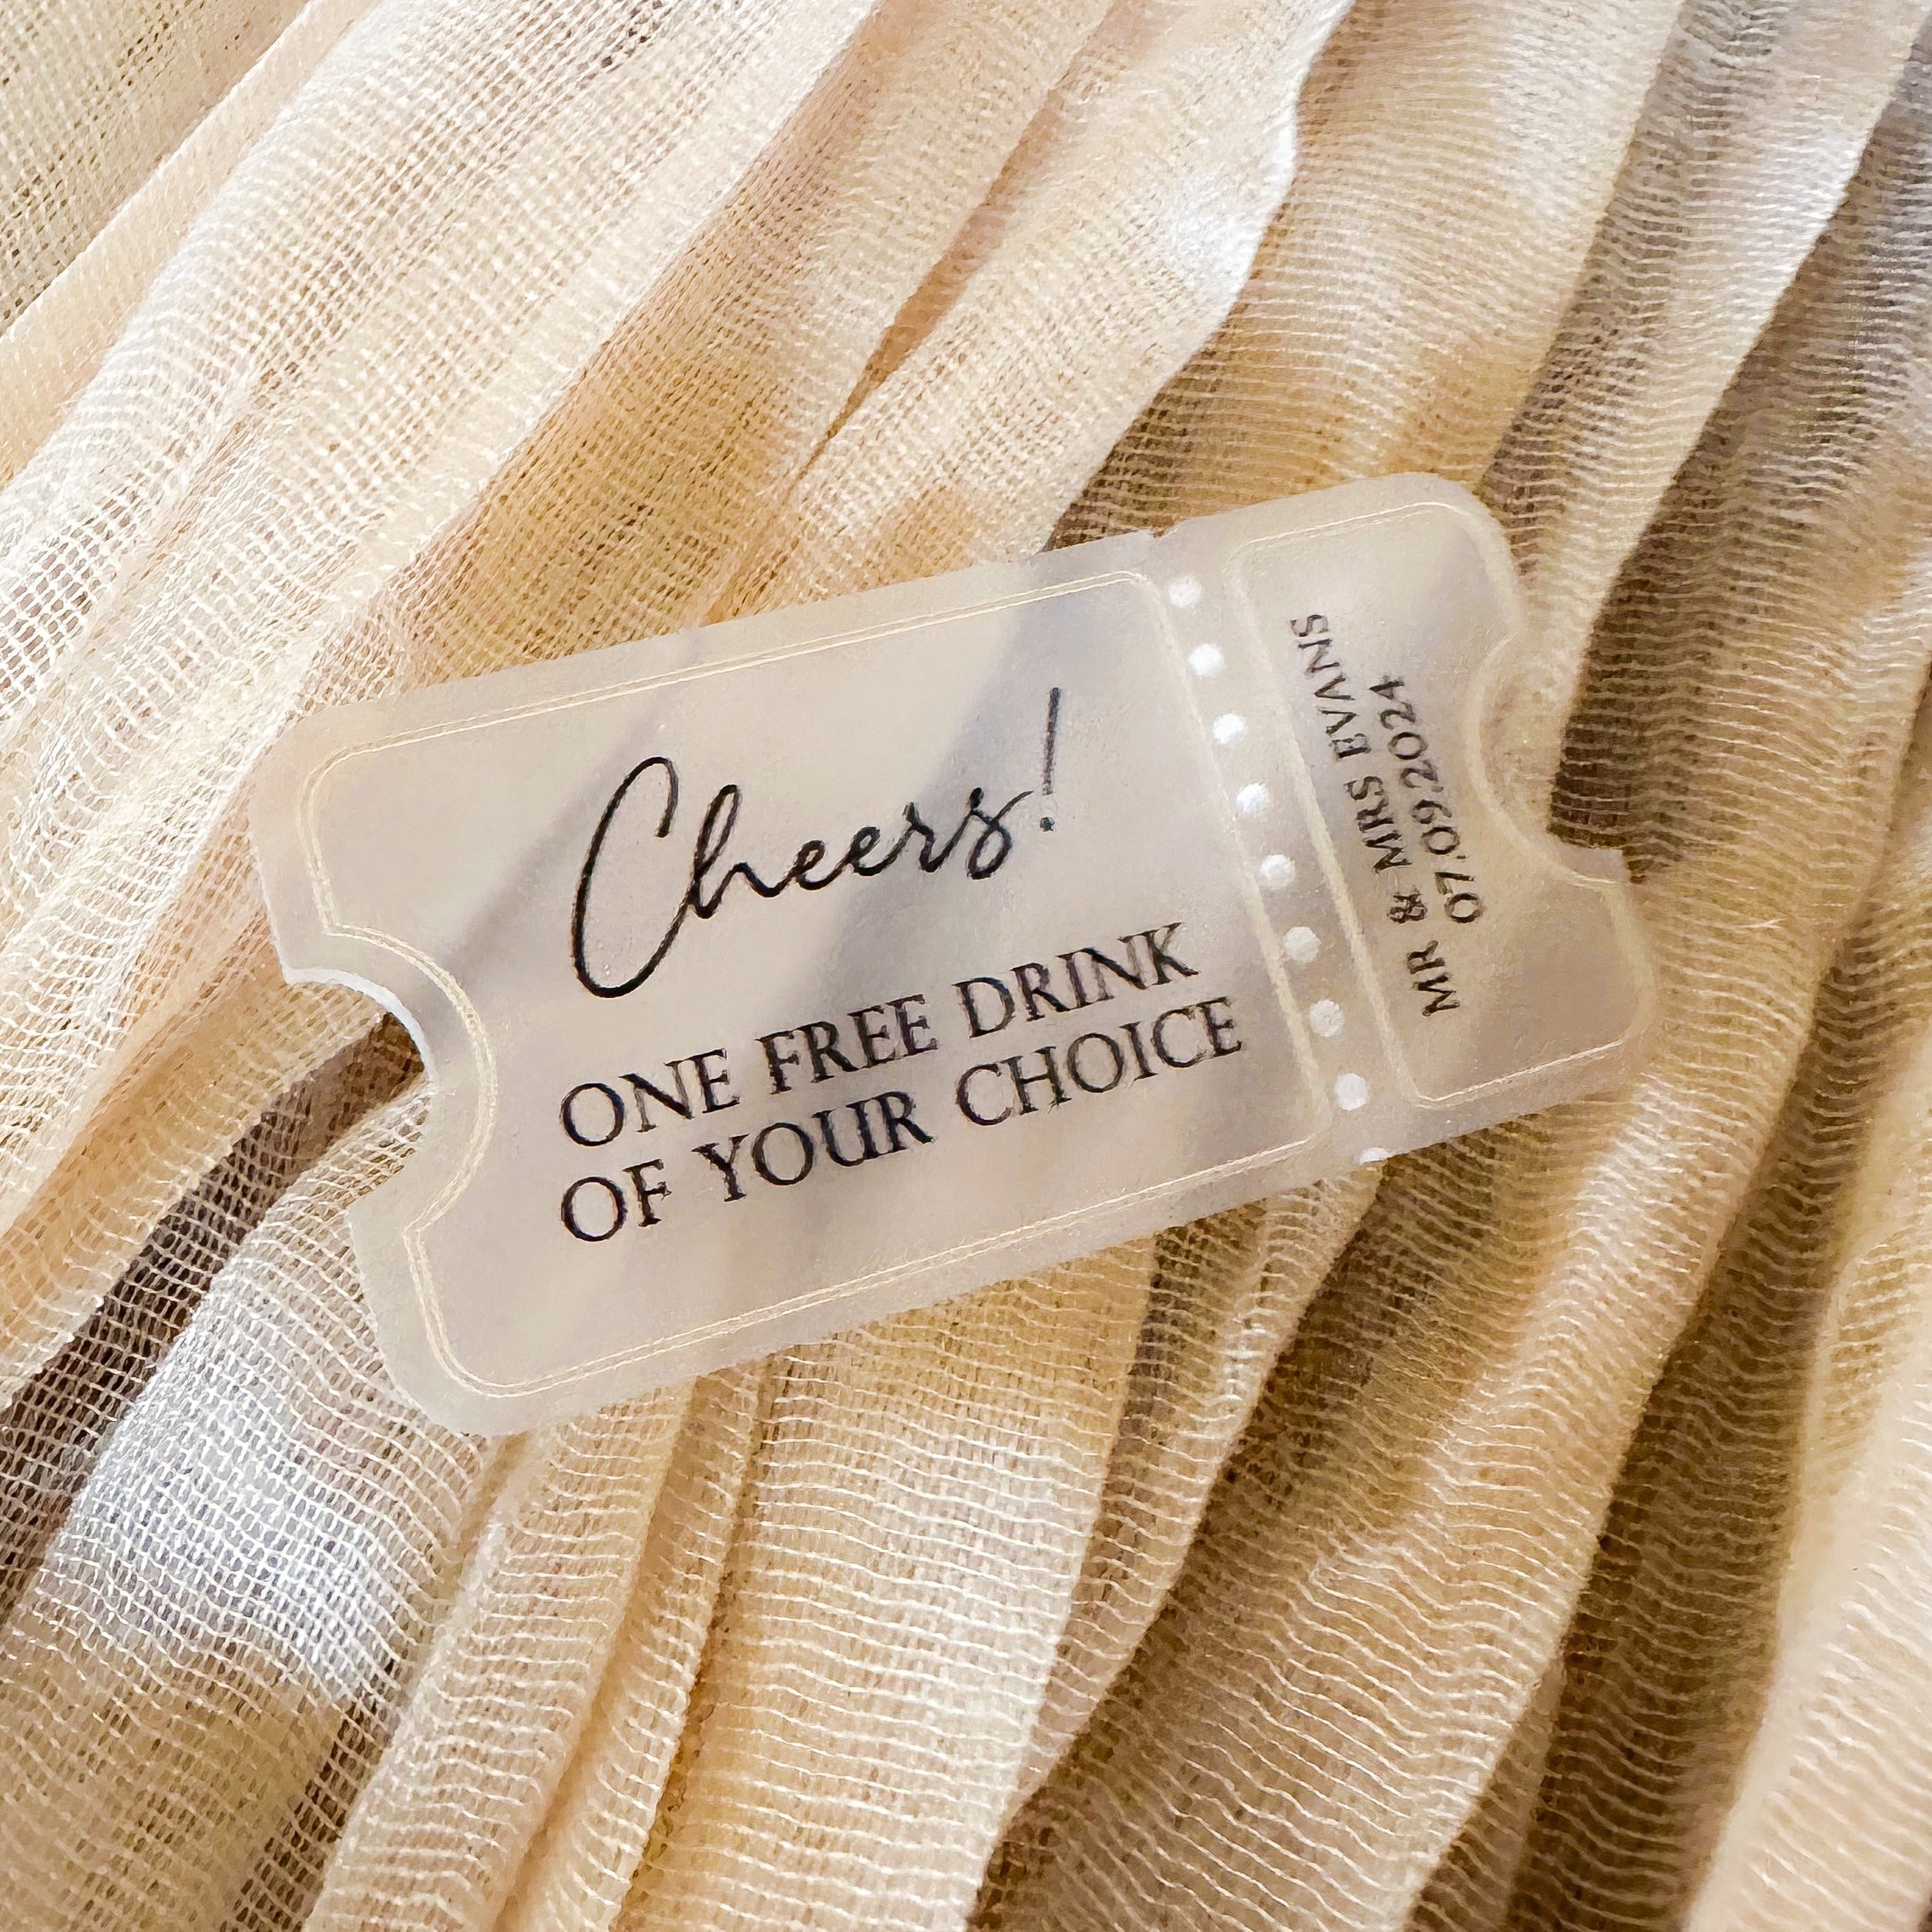 Cheers!
ONE FREE DRINK
OF YOUR CHOICE
MR & MRS EVANS
07.09.2024